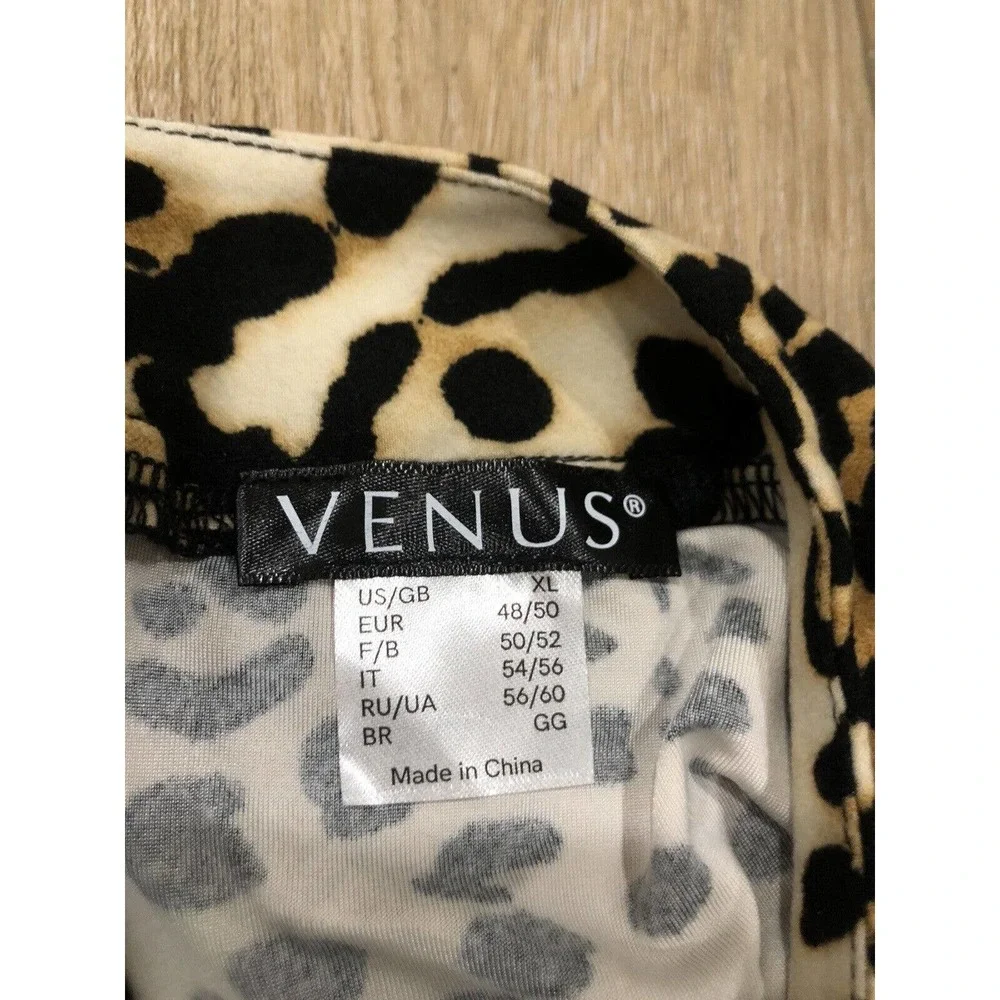 VENUS®
US/GB XL
EUR 48/50
F/B 50/52
IT 54/56
RU/UA 56/60
BR GG
Made in China